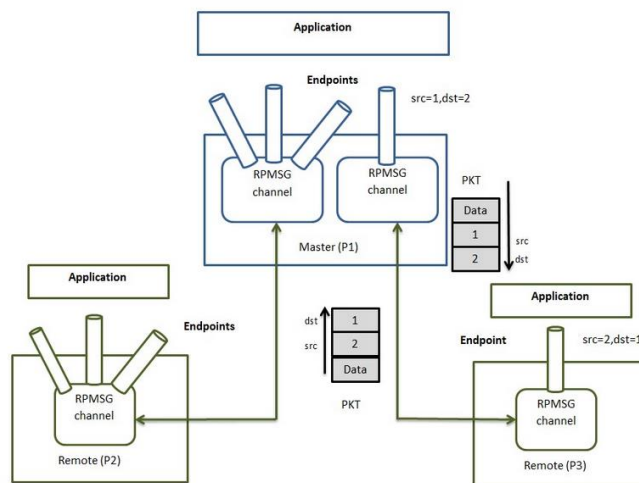 Application
Endpoints
src=1,dst=2
RPMSG
channel
RPMSG
channel
Master (P1)
PKT
Data
1
2
src
dst
Application
Endpoints
RPMSG
channel
Remote (P2)
dst
src
1
2
Data
PKT
Application
Endpoint
src=2,dst=1
RPMSG
channel
Remote (P3)